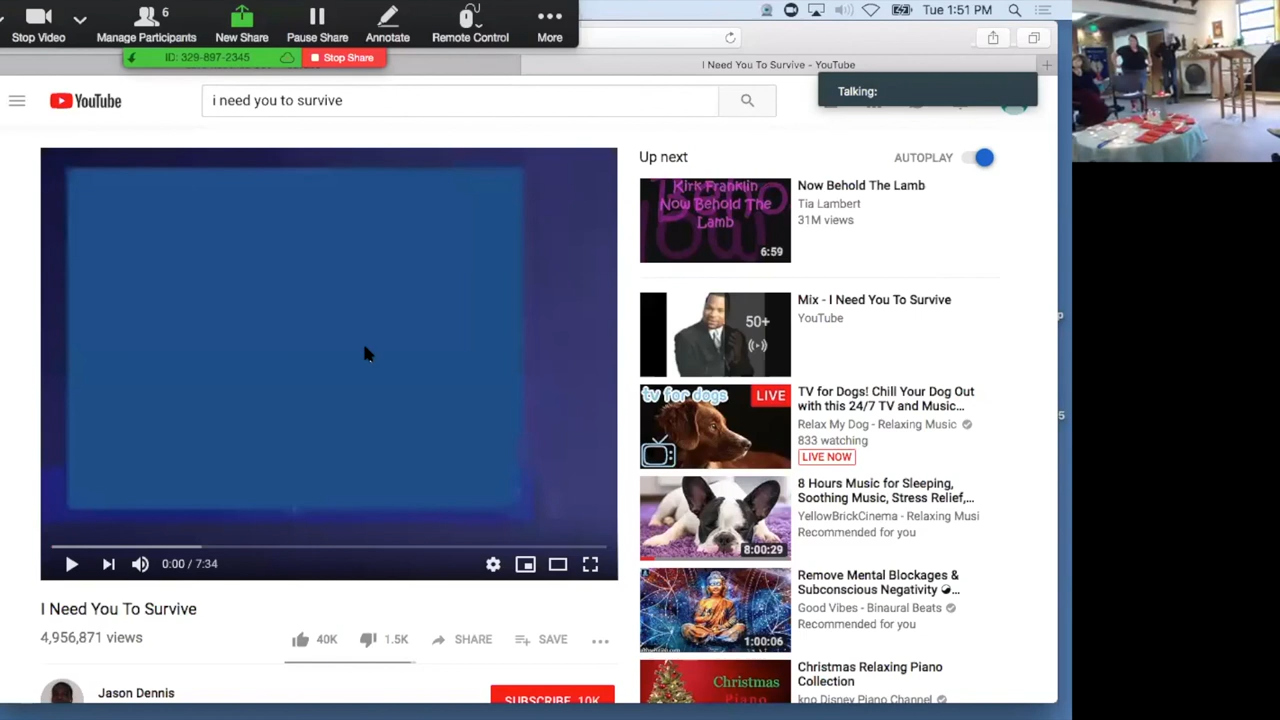 6
Stop Video
Manage Participants
New Share
Pause Share
Annotate
Remote Control
More
Tue 1:51 PM
ID: 329-897-2345
Stop Share
I Need You To Survive - YouTube
Talking:
YouTube
i need you to survive
Up next
AUTOPLAY
Kirk Franklin
Now Behold The
Lamb
6:59
Now Behold The Lamb
Tia Lambert
31M views
50+
Mix - I Need You To Survive
YouTube
tv for dogs
LIVE
TV for Dogs! Chill Your Dog Out
with this 24/7 TV and Music...
Relax My Dog - Relaxing Music
833 watching
LIVE NOW
8:00:29
8 Hours Music for Sleeping,
Soothing Music, Stress Relief,...
YellowBrickCinema - Relaxing Musi
Recommended for you
1:00:06
Remove Mental Blockages &
Subconscious Negativity ...
Good Vibes - Binaural Beats
Recommended for you
Christmas
Piano
Christmas Relaxing Piano
Collection
kno Disney Piano Channel
0:00 / 7:34
I Need You To Survive
4,956,871 views
40K
1.5K
SHARE
SAVE
Jason Dennis
SUBSCRIBE 10K